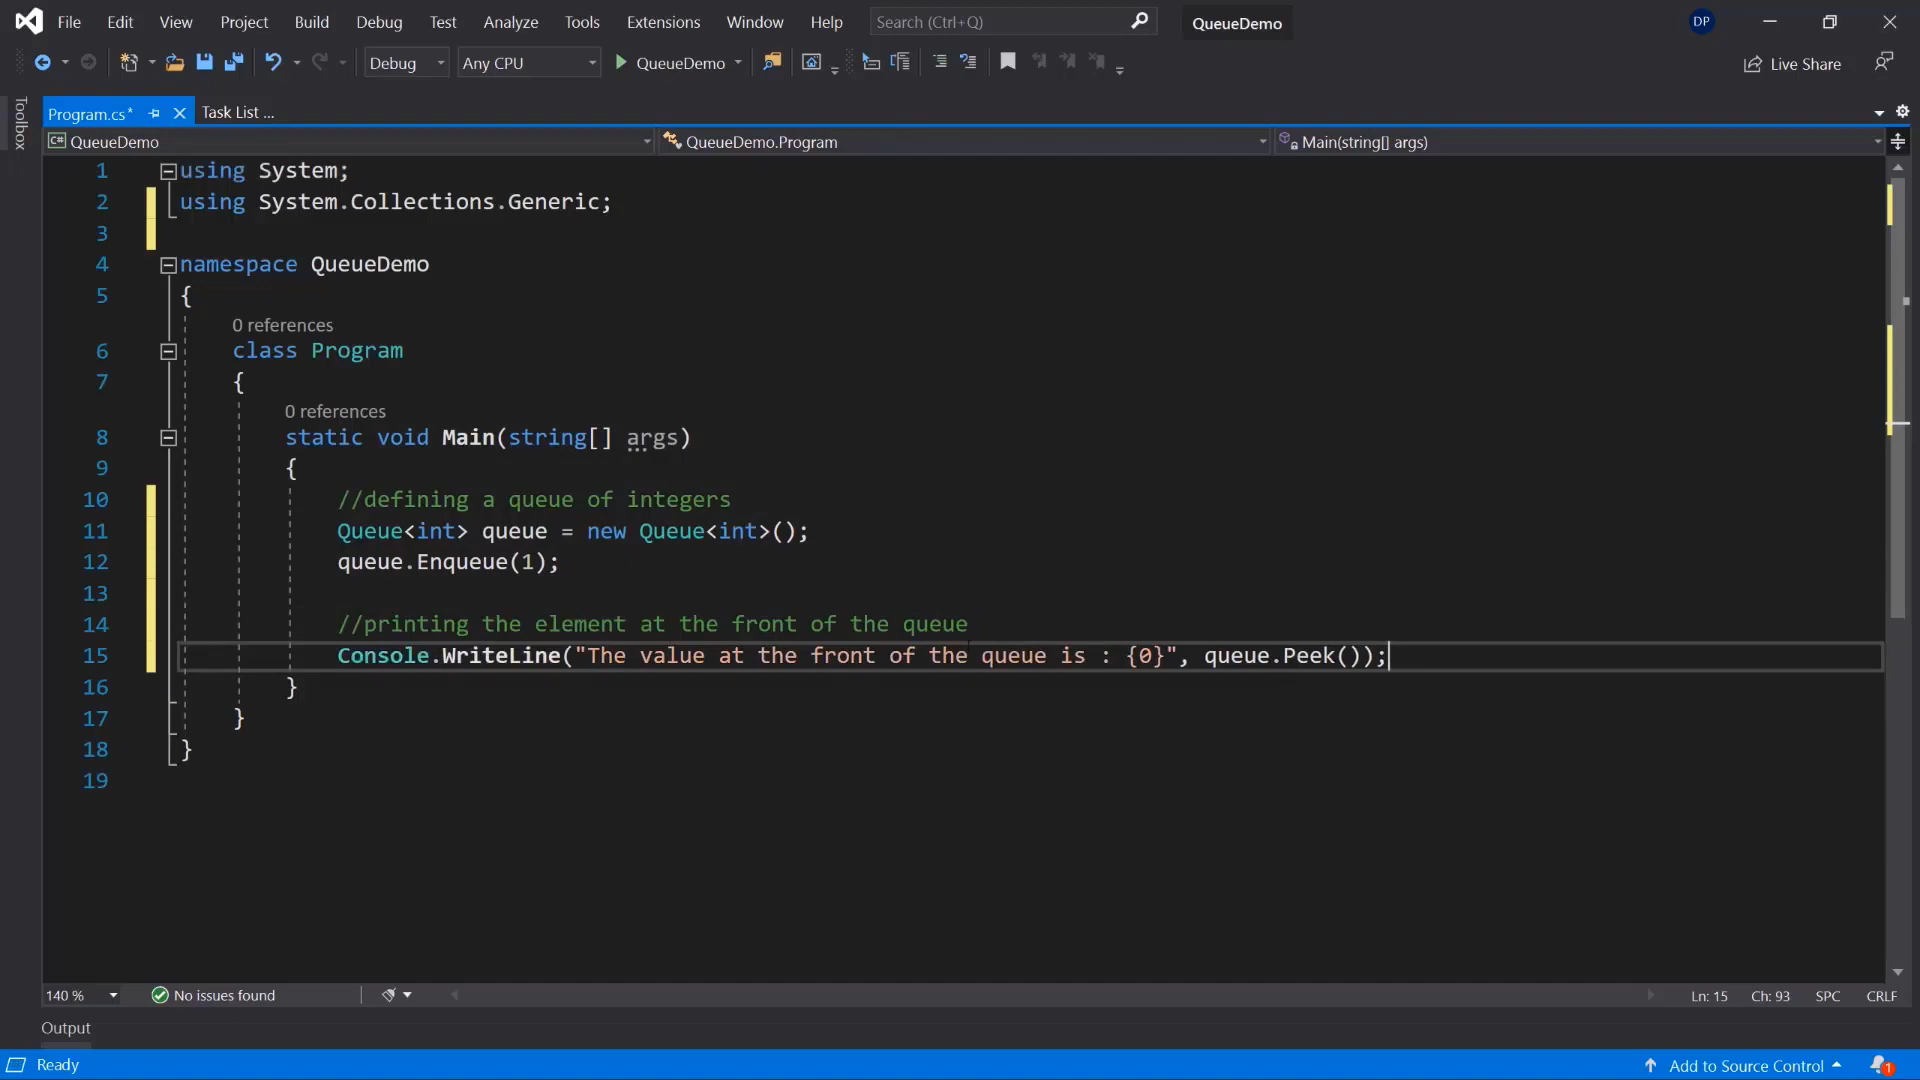 File Edit View Project Build Debug Test Analyze Tools Extensions Window Help Search (Ctrl+Q) QueueDemo DP
Debug Any CPU QueueDemo Live Share
Toolbox
Program.cs* Task List ...
C# QueueDemo QueueDemo.Program Main(string[] args)
1 using System;
2 using System.Collections.Generic;
3
4 namespace QueueDemo
5 {
0 references
6 class Program
7 {
0 references
8 static void Main(string[] args)
9 {
10 //defining a queue of integers
11 Queue<int> queue = new Queue<int>();
12 queue.Enqueue(1);
13
14 //printing the element at the front of the queue
15 Console.WriteLine("The value at the front of the queue is : {0}", queue.Peek());
16 }
17 }
18 }
19
140 % No issues found Ln: 15 Ch: 93 SPC CRLF
Output
Ready Add to Source Control 1